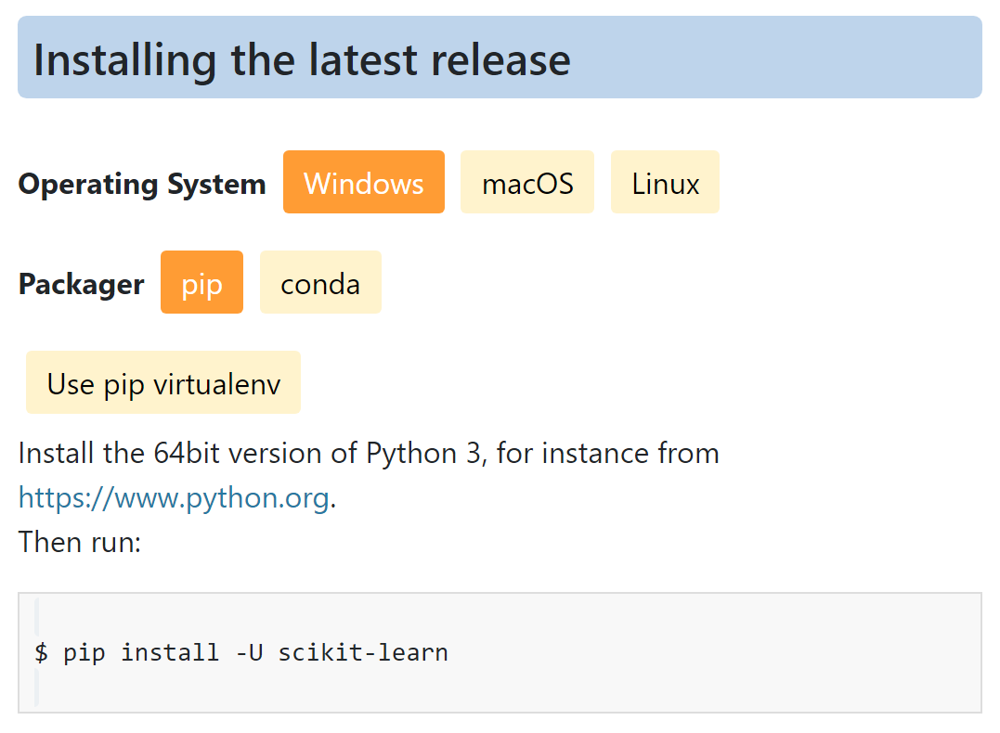 Installing the latest release
Operating System Windows macOS Linux
Packager pip conda
Use pip virtualenv
Install the 64bit version of Python 3, for instance from
https://www.python.org.
Then run:
$ pip install -U scikit-learn